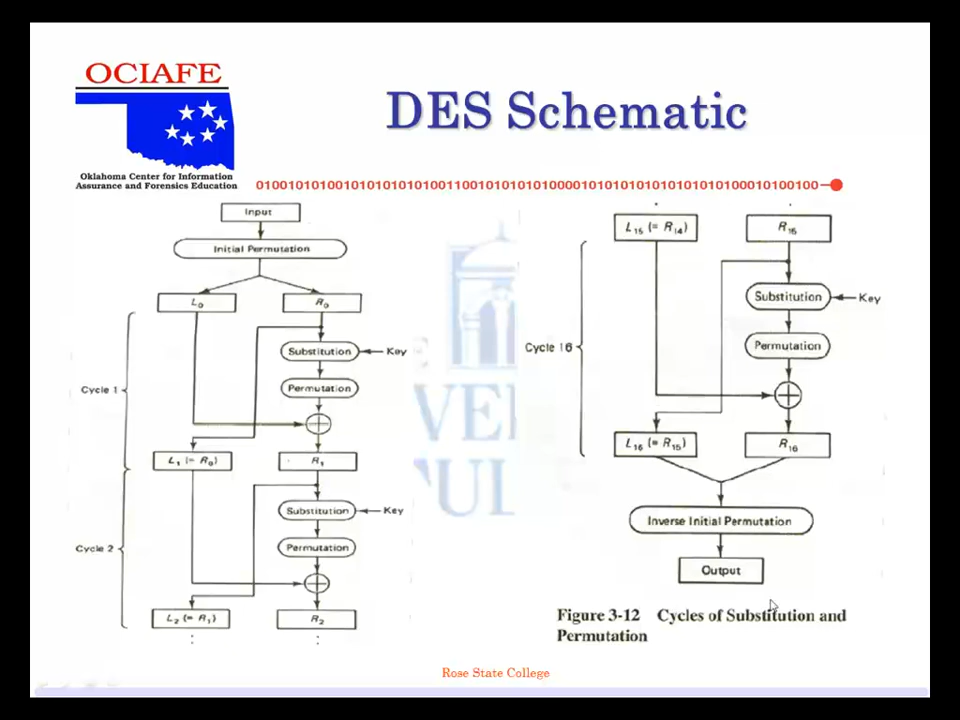 OCIAFE
Oklahoma Center for Information
Assurance and Forensics Education
DES Schematic
Input
Initial Permutation
L0
R0
Cycle 1
Substitution
Key
Permutation
L1 (= R0)
R1
Cycle 2
Substitution
Key
Permutation
L2 (= R1)
R2
L15 (= R14)
R15
Cycle 16
Substitution
Key
Permutation
L16 (= R15)
R16
Inverse Initial Permutation
Output
Figure 3-12 Cycles of Substitution and
Permutation
Rose State College